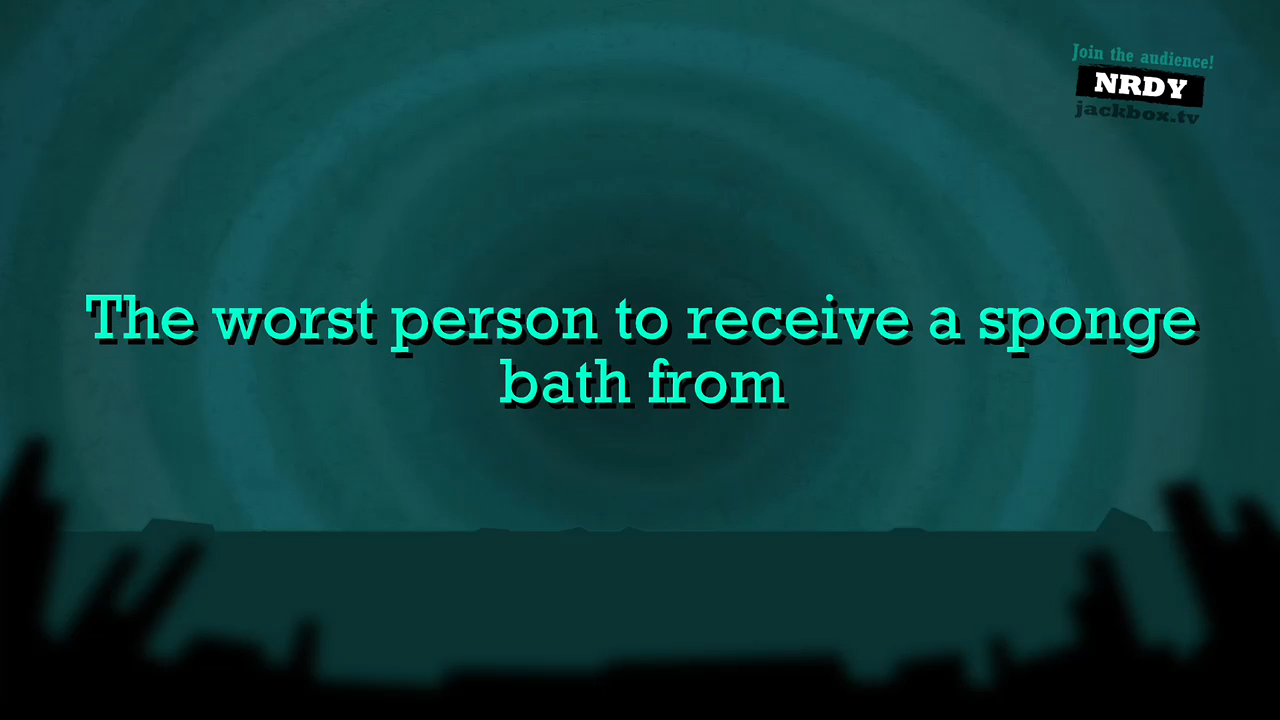 Join the audience!
NRDY
jackbox.tv
The worst person to receive a sponge
bath from